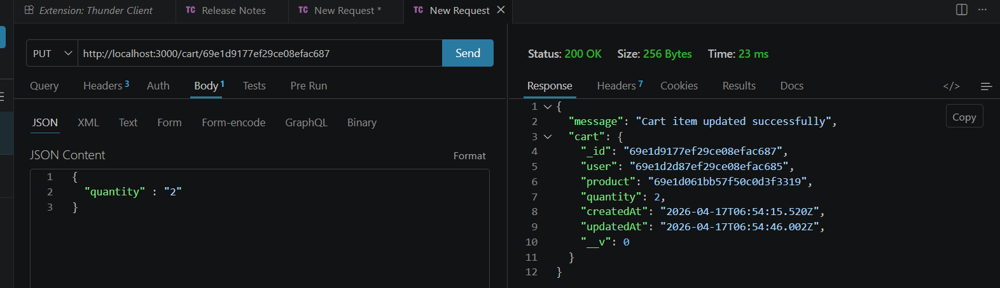 Extension: Thunder Client
TC Release Notes
TC New Request *
TC New Request
PUT
http://localhost:3000/cart/69e1d9177ef29ce08efac687
Send
Query
Headers 3
Auth
Body 1
Tests
Pre Run
JSON
XML
Text
Form
Form-encode
GraphQL
Binary
JSON Content
Format
1 {
2 "quantity" : "2"
3 }
Status: 200 OK
Size: 256 Bytes
Time: 23 ms
Response
Headers 7
Cookies
Results
Docs
</>
Copy
1 {
2 "message": "Cart item updated successfully",
3 "cart": {
4 "_id": "69e1d9177ef29ce08efac687",
5 "user": "69e1d2d87ef29ce08efac685",
6 "product": "69e1d061bb57f50c0d3f3319",
7 "quantity": 2,
8 "createdAt": "2026-04-17T06:54:15.520Z",
9 "updatedAt": "2026-04-17T06:54:46.002Z",
10 "__v": 0
11 }
12 }